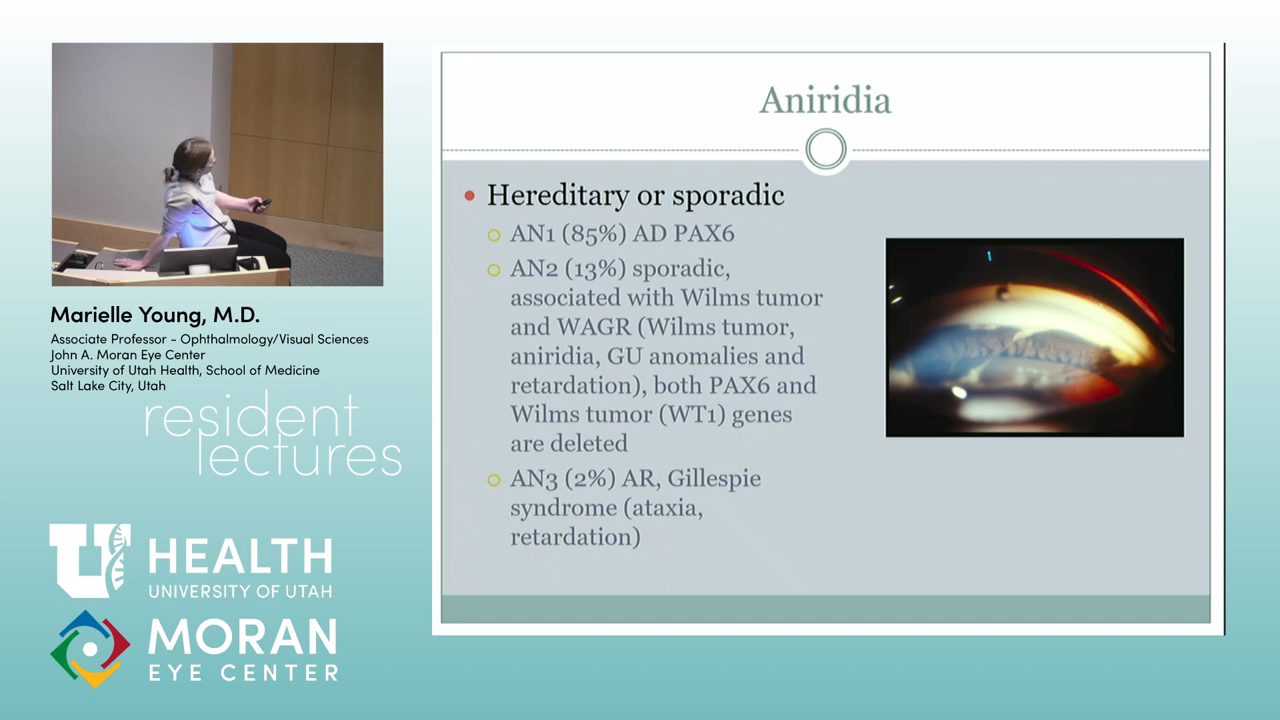 Marielle Young, M.D.
Associate Professor - Ophthalmology/Visual Sciences
John A. Moran Eye Center
University of Utah Health, School of Medicine
Salt Lake City, Utah
resident
lectures
U HEALTH
UNIVERSITY OF UTAH
MORAN
EYE CENTER
Aniridia
Hereditary or sporadic
AN1 (85%) AD PAX6
AN2 (13%) sporadic,
associated with Wilms tumor
and WAGR (Wilms tumor,
aniridia, GU anomalies and
retardation), both PAX6 and
Wilms tumor (WT1) genes
are deleted
AN3 (2%) AR, Gillespie
syndrome (ataxia,
retardation)